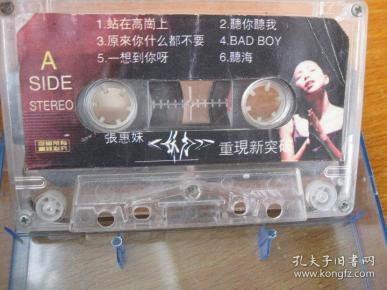 1.站在高崗上
2.聽你聽我
3.原來你什么都不要
4.BAD BOY
5.一想到你呀
6.聽海
A
SIDE
STEREO
張惠妹
重現新突破
孔夫子旧书网
www.kongfz.com